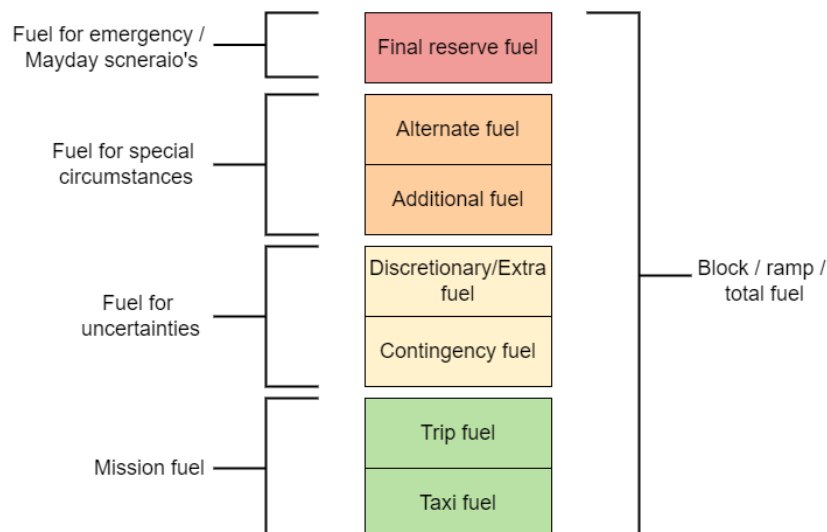 Fuel for emergency /
Mayday scneraio's
Final reserve fuel
Fuel for special
circumstances
Alternate fuel
Additional fuel
Fuel for
uncertainties
Discretionary/Extra
fuel
Contingency fuel
Mission fuel
Trip fuel
Taxi fuel
Block / ramp /
total fuel